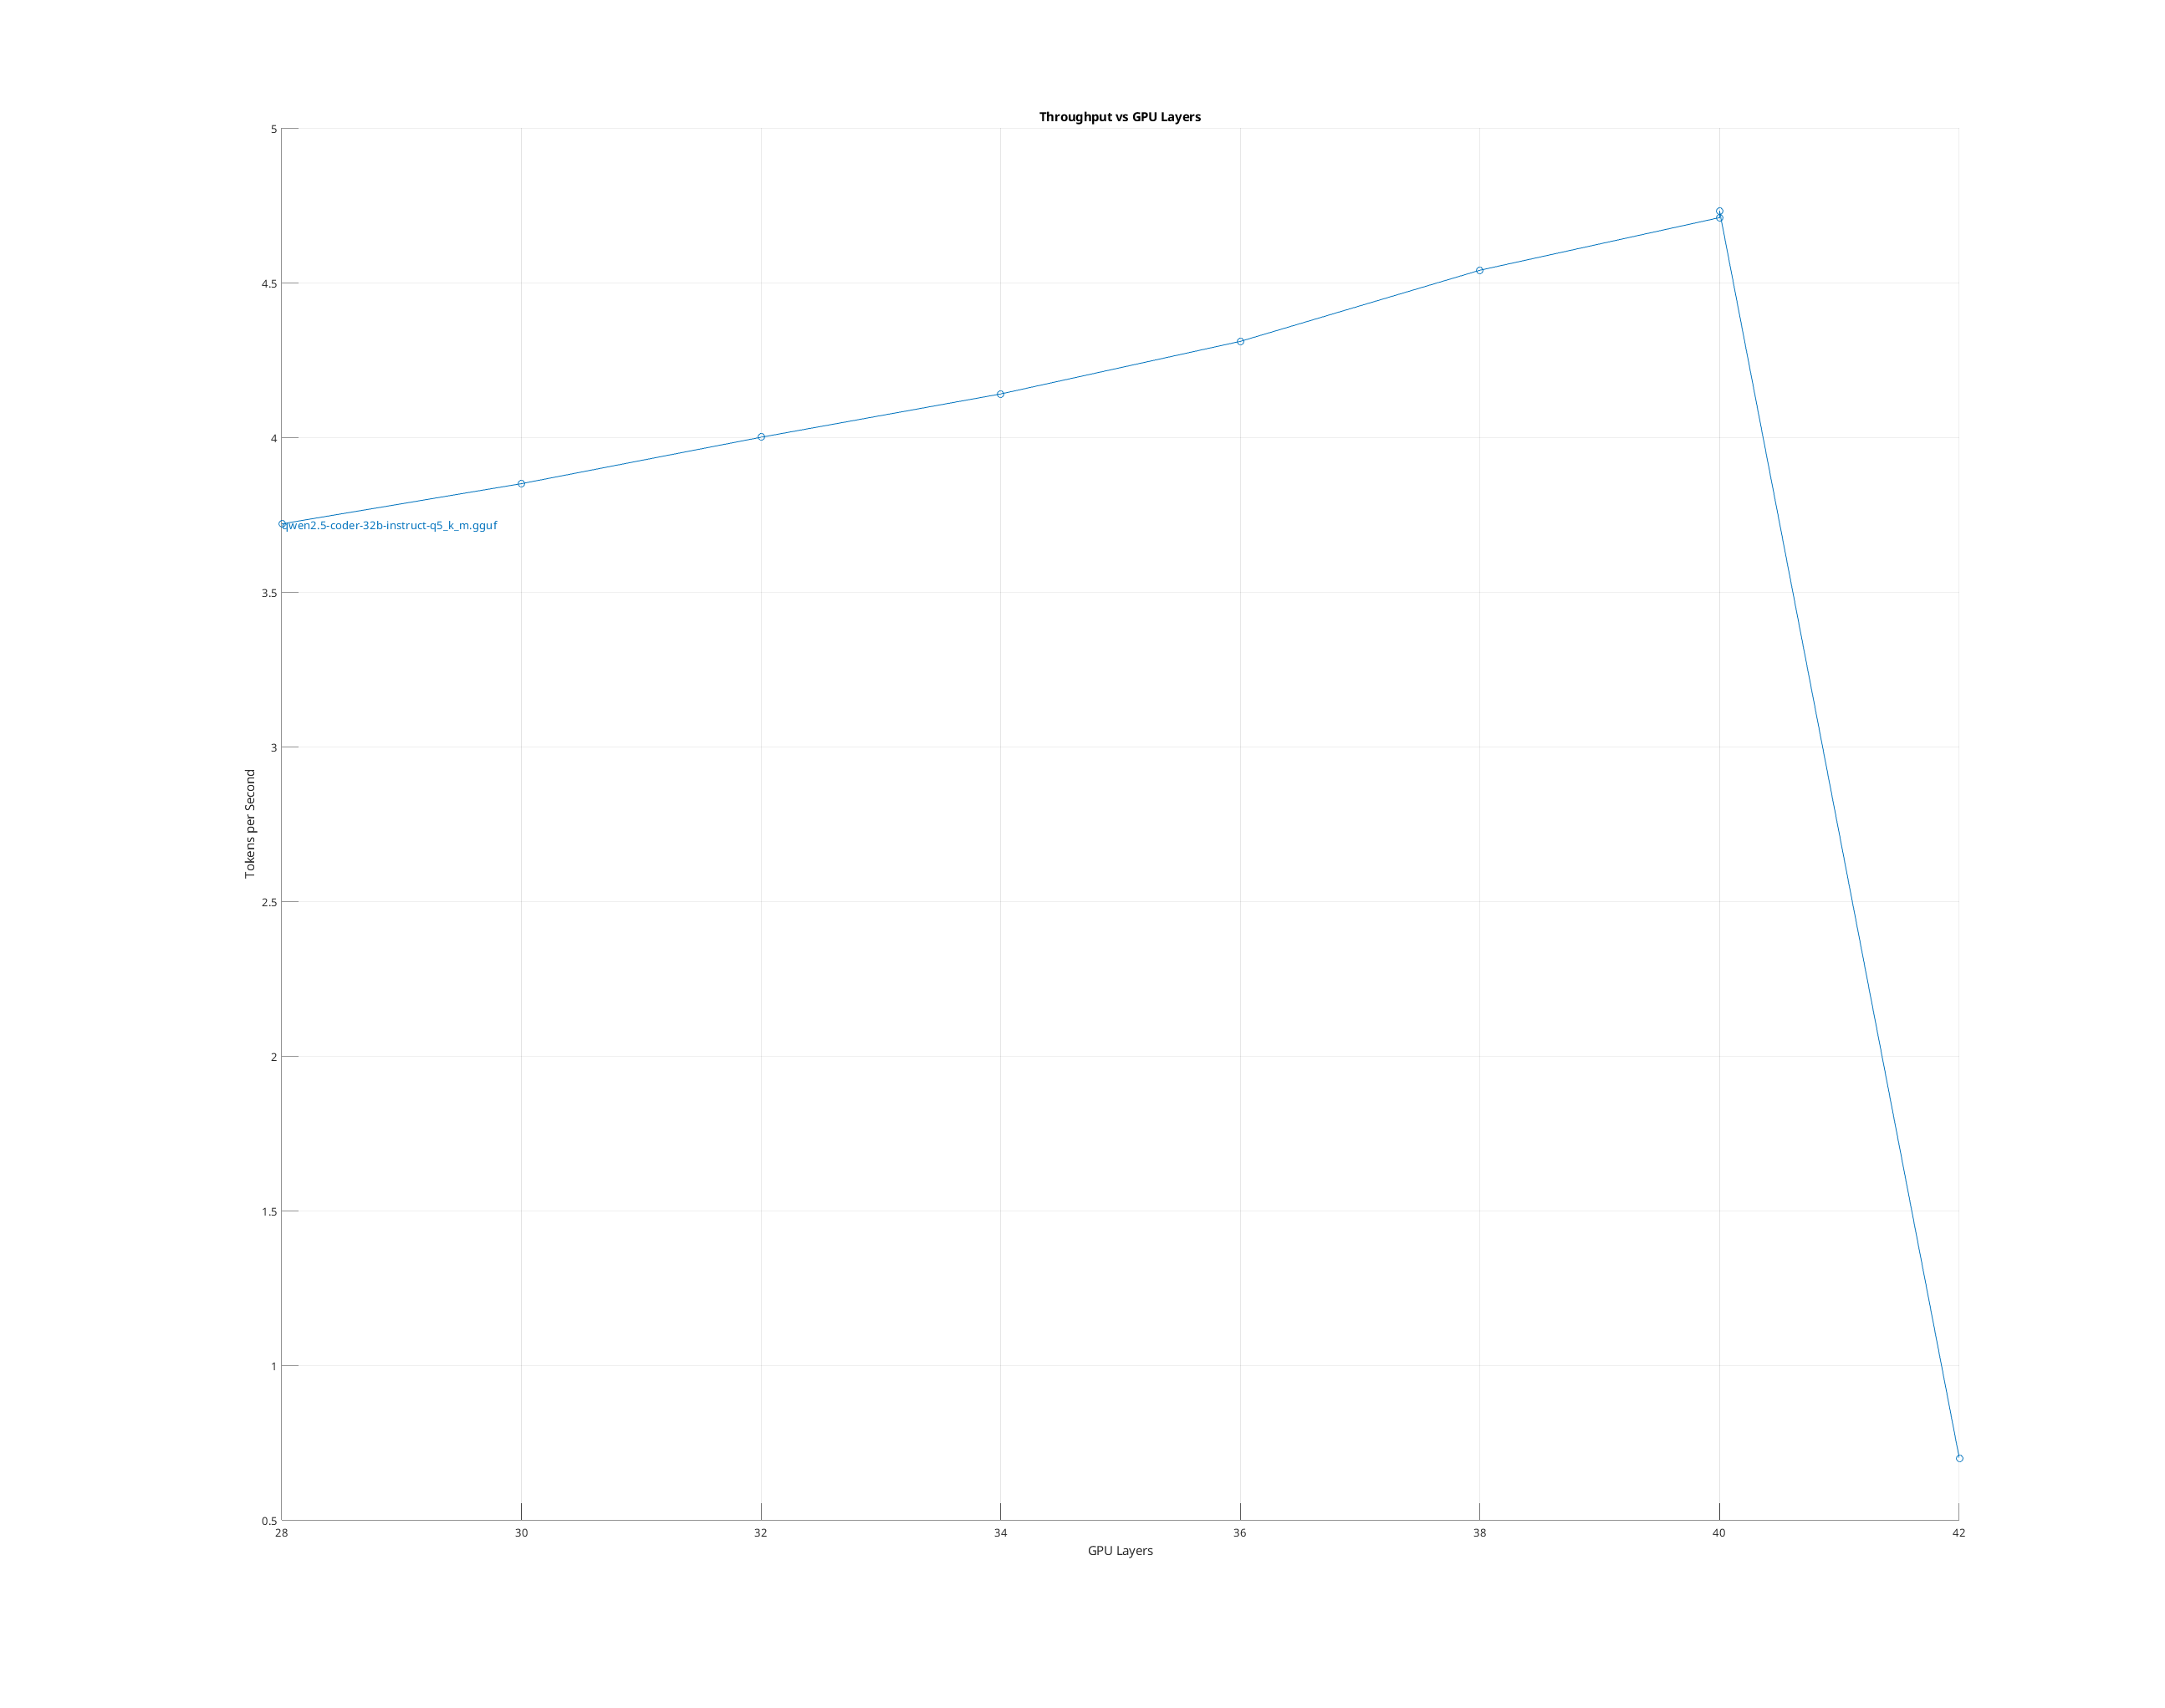 Throughput vs GPU Layers
5
4.5
4
3.5
3
2.5
2
1.5
1
0.5
Tokens per Second
qwen2.5-coder-32b-instruct-q5_k_m.gguf
28 30 32 34 36 38 40 42
GPU Layers